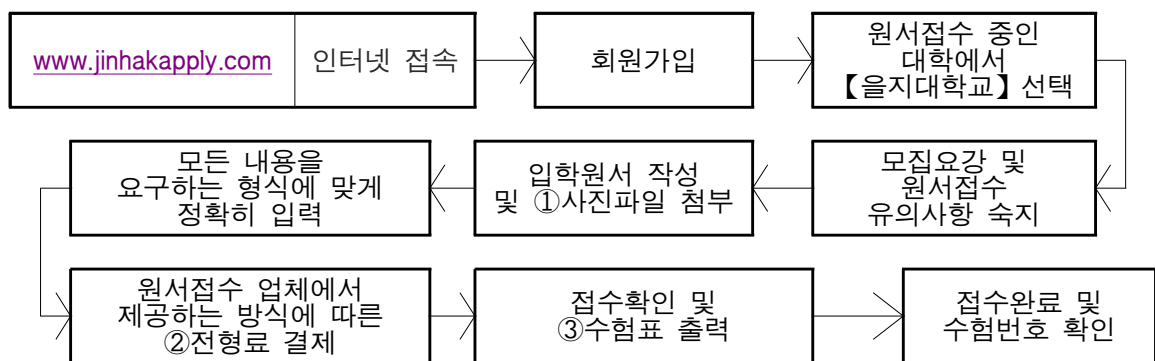 www.jinhakapply.com
인터넷 접속
회원가입
원서접수 중인
대학에서
【을지대학교】선택
모집요강 및
원서접수
유의사항 숙지
입학원서 작성
및 ①사진파일 첨부
모든 내용을
요구하는 형식에 맞게
정확히 입력
원서접수 업체에서
제공하는 방식에 따른
②전형료 결제
접수확인 및
③수험표 출력
접수완료 및
수험번호 확인